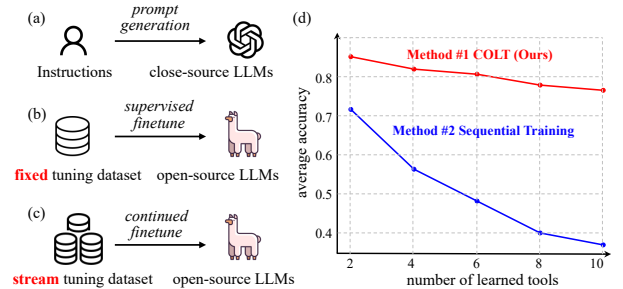 (a)
prompt
generation
Instructions
close-source LLMs
(b)
supervised
finetune
fixed tuning dataset
open-source LLMs
(c)
continued
finetune
stream tuning dataset
open-source LLMs
(d)
Method #1 COLT (Ours)
Method #2 Sequential Training
average accuracy
0.8
0.7
0.6
0.5
0.4
2
4
6
8
10
number of learned tools